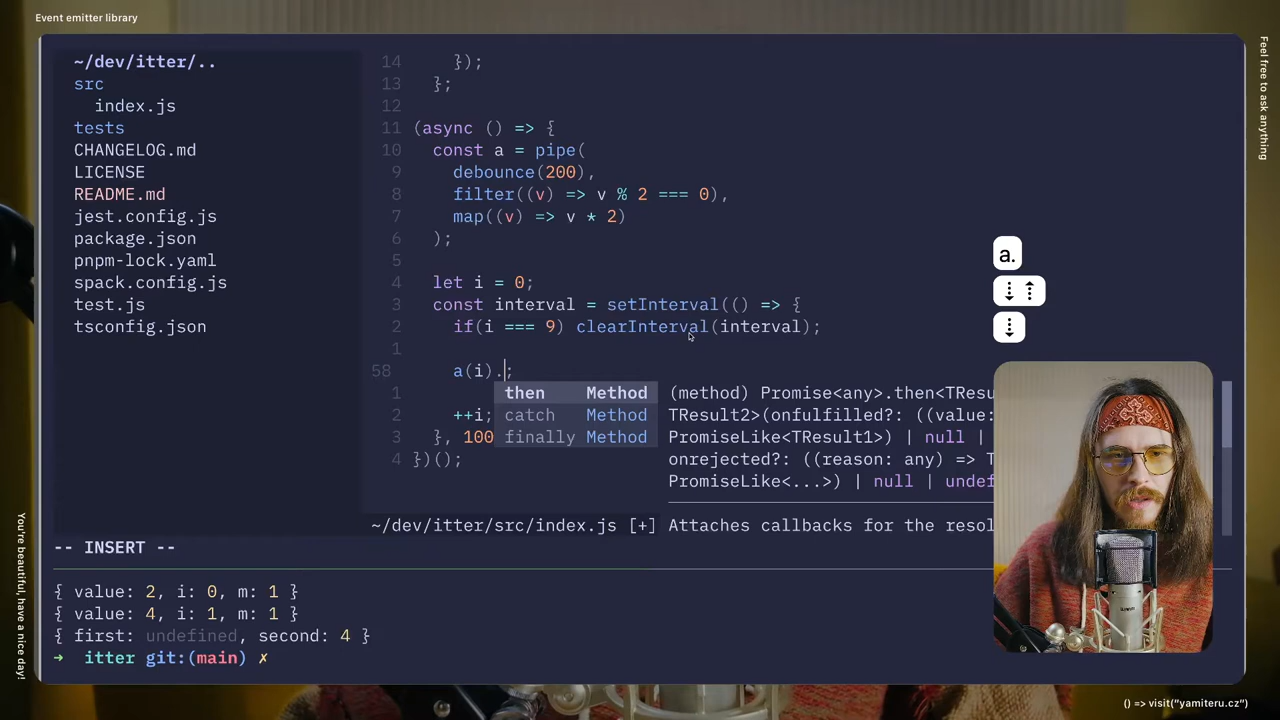 Event emitter library
~/dev/itter/..
src
index.js
tests
CHANGELOG.md
LICENSE
README.md
jest.config.js
package.json
pnpm-lock.yaml
spack.config.js
test.js
tsconfig.json
14 });
13 };
12
11 (async () => {
10 const a = pipe(
9 debounce(200),
8 filter((v) => v % 2 === 0),
7 map((v) => v * 2)
6 );
5
4 let i = 0;
3 const interval = setInterval(() => {
2 if(i === 9) clearInterval(interval);
1
58 a(i).;
1
2 ++i;
3 }, 100
4 })();
then Method
catch Method
finally Method
(method) Promise<any>.then<TResu
TResult2>(onfulfilled?: ((value:
PromiseLike<TResult1>) | null |
onrejected?: ((reason: any) => T
PromiseLike<...>) | null | undef
Attaches callbacks for the resol
~/dev/itter/src/index.js [+]
-- INSERT --
{ value: 2, i: 0, m: 1 }
{ value: 4, i: 1, m: 1 }
{ first: undefined, second: 4 }
➜ itter git:(main) ✗
a.
Feel free to ask anything
You're beautiful, have a nice day!
() => visit("yamiteru.cz")